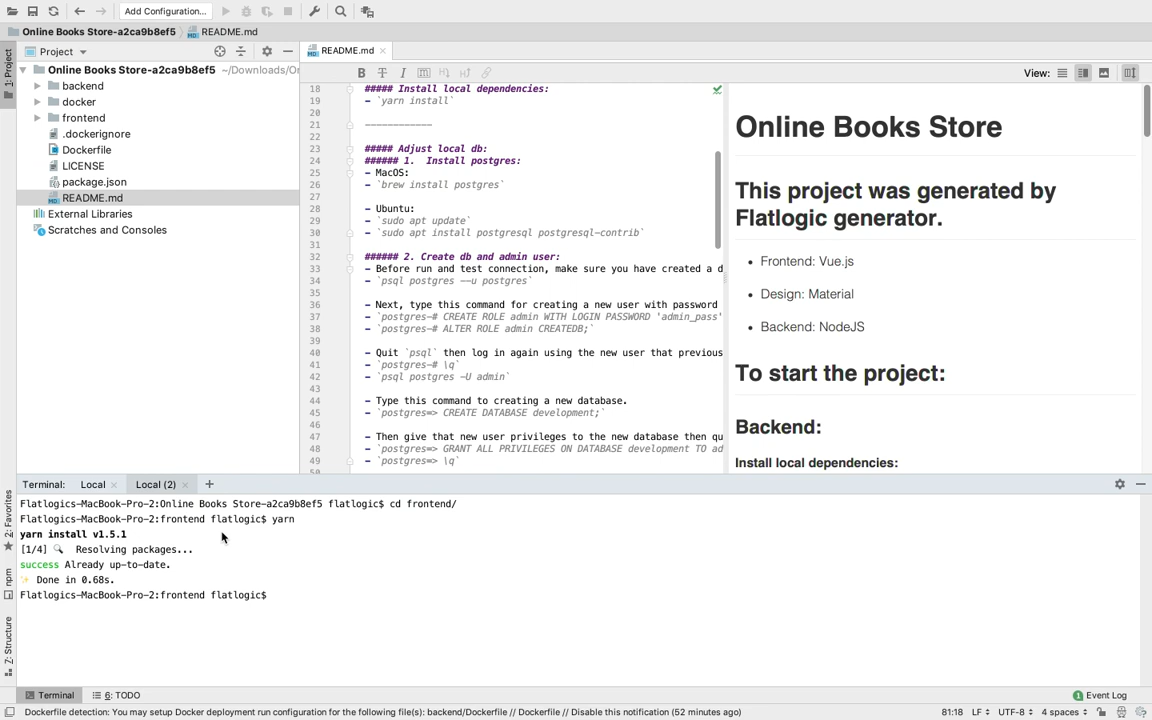 Add Configuration...
Online Books Store-a2ca9b8ef5
README.md
1: Project
Project
README.md
View:
Online Books Store-a2ca9b8ef5 ~/Downloads/On
backend
docker
frontend
.dockerignore
Dockerfile
LICENSE
package.json
README.md
External Libraries
Scratches and Consoles
18 ##### Install local dependencies:
19 - `yarn install`
20
21 ------------
22
23 ##### Adjust local db:
24 ###### 1.  Install postgres:
25 - MacOS:
26 - `brew install postgres`
27
28 - Ubuntu:
29 - `sudo apt update`
30 - `sudo apt install postgresql postgresql-contrib`
31
32 ###### 2. Create db and admin user:
33 - Before run and test connection, make sure you have created a d
34 - `psql postgres --u postgres`
35
36 - Next, type this command for creating a new user with password
37 - `postgres-# CREATE ROLE admin WITH LOGIN PASSWORD 'admin_pass'
38 - `postgres-# ALTER ROLE admin CREATEDB;`
39
40 - Quit `psql` then log in again using the new user that previous
41 - `postgres-# \q`
42 - `psql postgres -U admin`
43
44 - Type this command to creating a new database.
45 - `postgres=> CREATE DATABASE development;`
46
47 - Then give that new user privileges to the new database then qu
48 - `postgres=> GRANT ALL PRIVILEGES ON DATABASE development TO ad
49 - `postgres=> \q`
50
Online Books Store
This project was generated by
Flatlogic generator.
• Frontend: Vue.js
• Design: Material
• Backend: NodeJS
To start the project:
Backend:
Install local dependencies:
Terminal: Local Local (2)
Flatlogics-MacBook-Pro-2:Online Books Store-a2ca9b8ef5 flatlogic$ cd frontend/
Flatlogics-MacBook-Pro-2:frontend flatlogic$ yarn
yarn install v1.5.1
[1/4] 🔍 Resolving packages...
success Already up-to-date.
✨ Done in 0.68s.
Flatlogics-MacBook-Pro-2:frontend flatlogic$
2: Favorites
npm
Z: Structure
Terminal
6: TODO
1 Event Log
Dockerfile detection: You may setup Docker deployment run configuration for the following file(s): backend/Dockerfile // Dockerfile // Disable this notification (52 minutes ago)
81:18 LF UTF-8 4 spaces